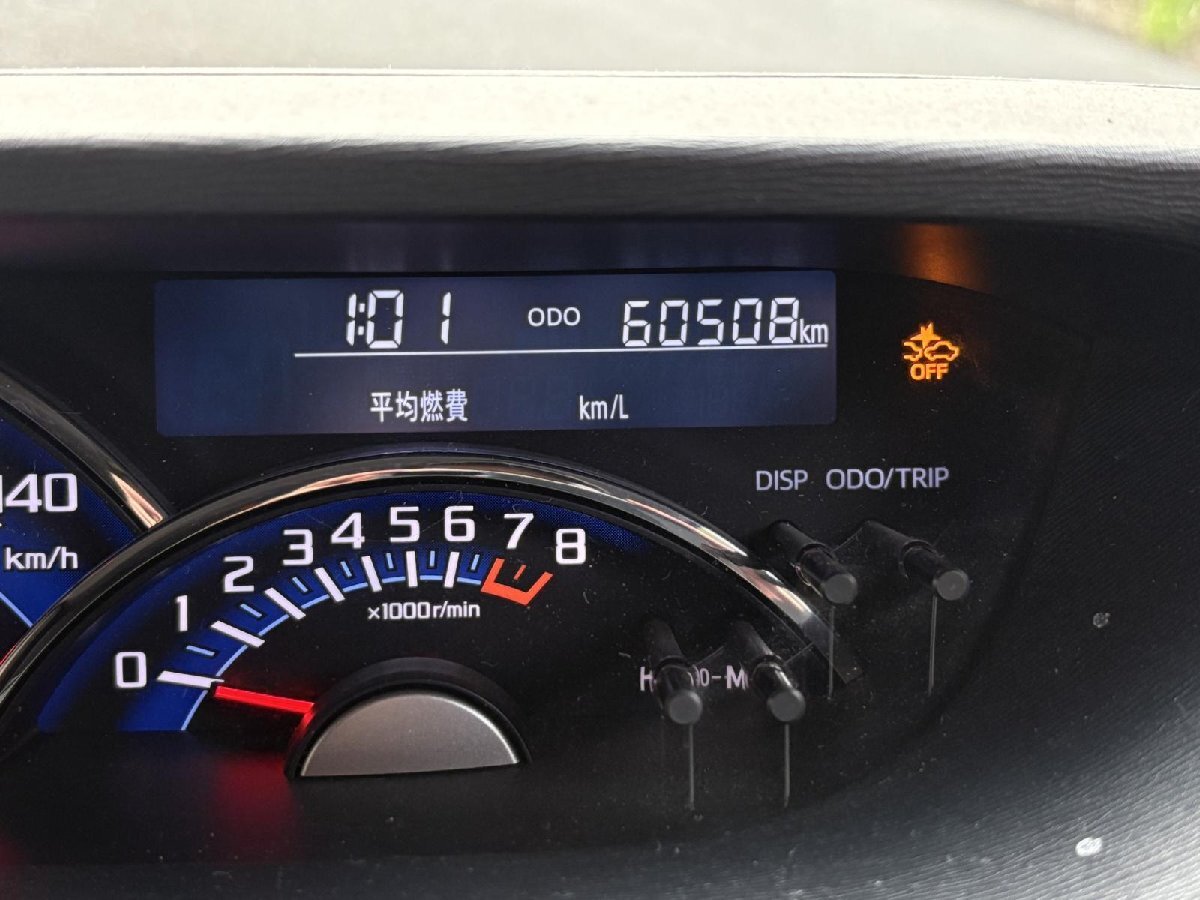 1:01 ODO 60508km
平均燃費 km/L
OFF
DISP ODO/TRIP
140
km/h
0 1 2 3 4 5 6 7 8
×1000r/min